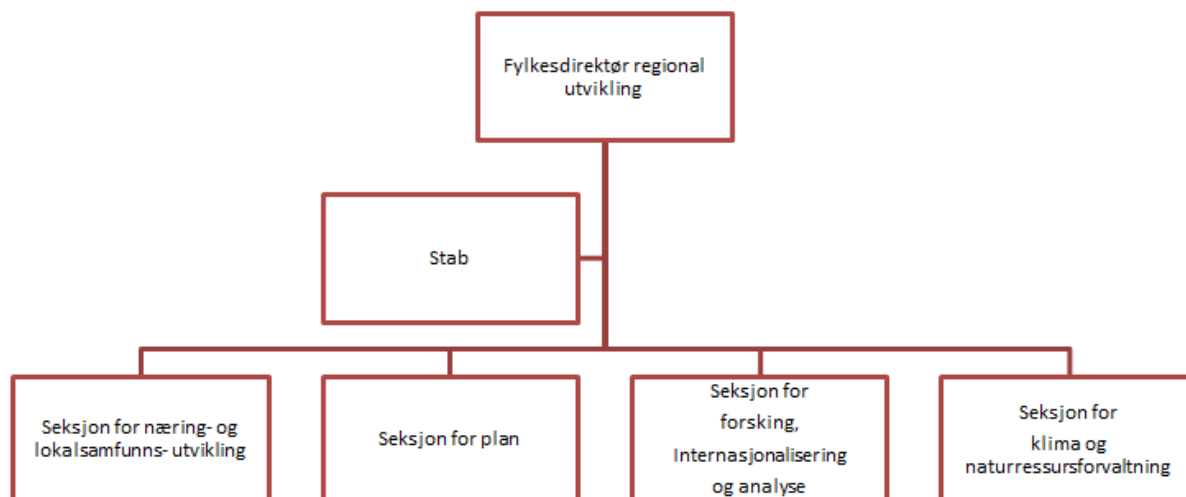 Fylkesdirektør regional
utvikling
Stab
Seksjon for næring- og
lokalsamfunns- utvikling
Seksjon for plan
Seksjon for
forsking,
Internasjonalisering
og analyse
Seksjon for
klima og
naturressursforvaltning